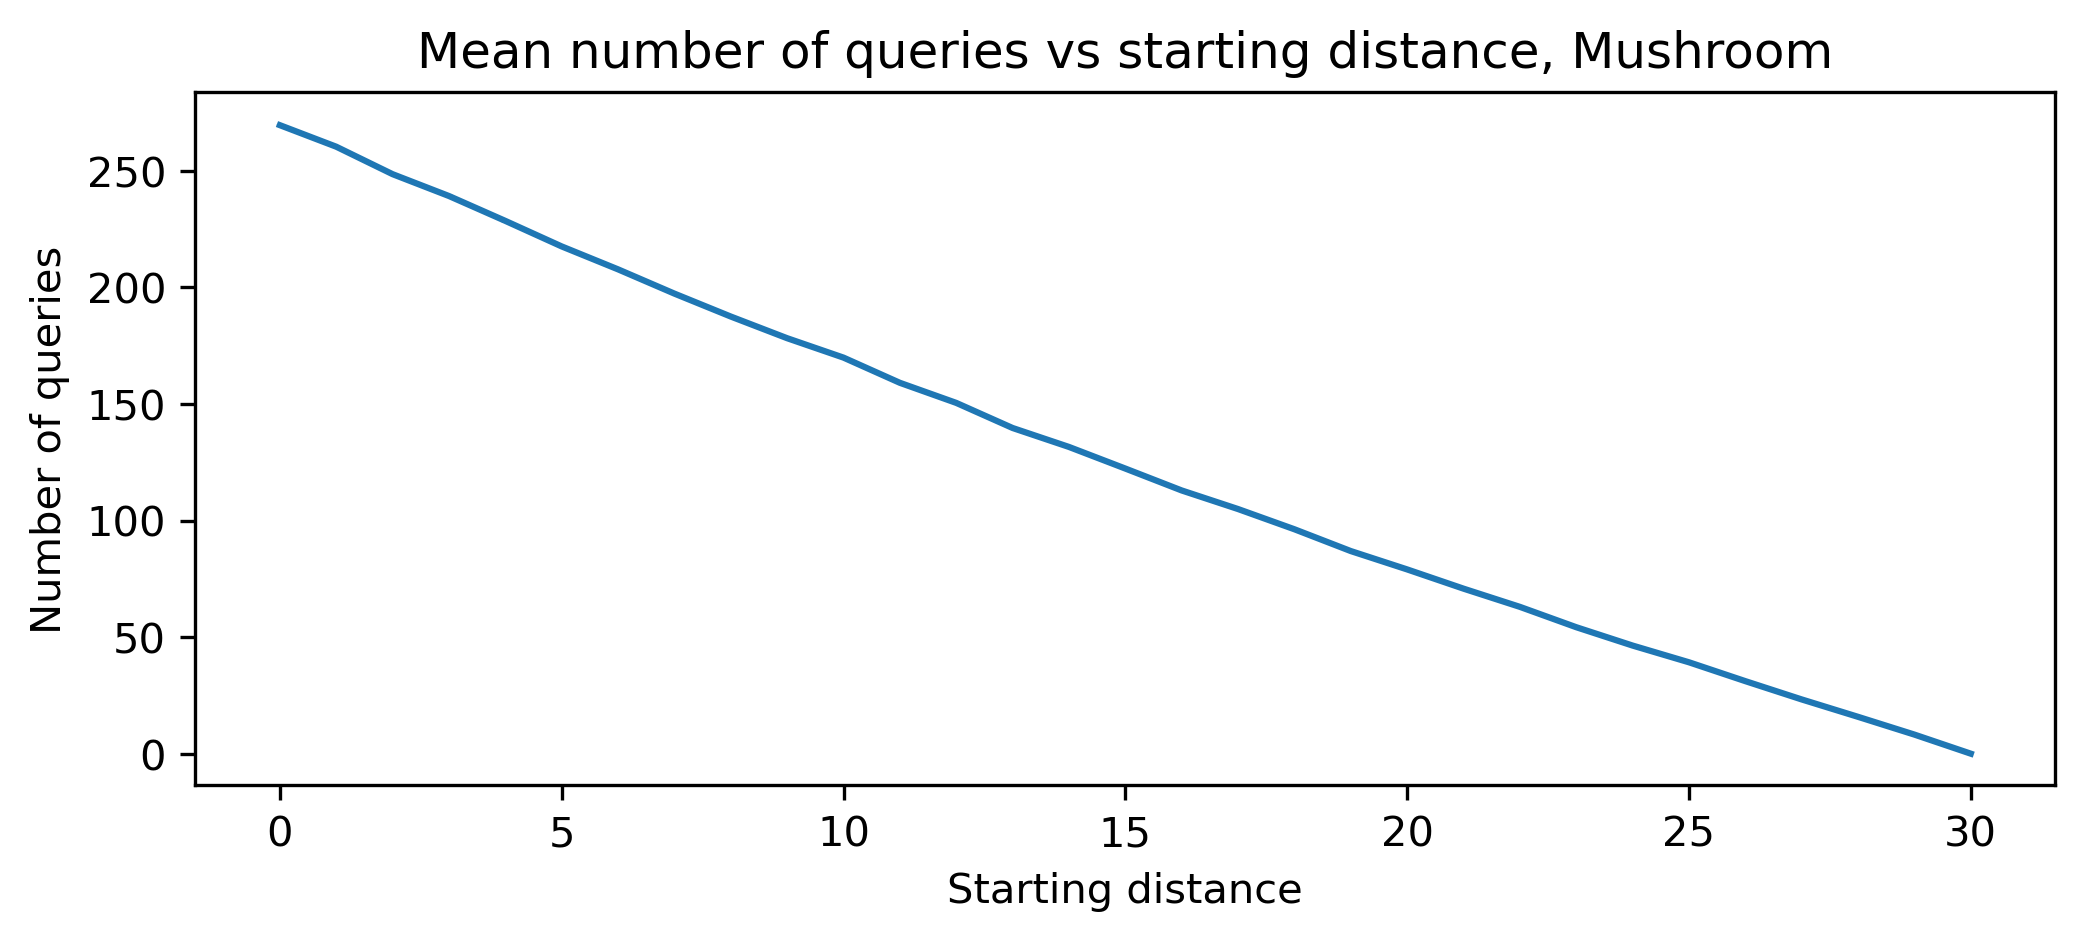 Mean number of queries vs starting distance, Mushroom
Number of queries
250
200
150
100
50
0
0 5 10 15 20 25 30
Starting distance